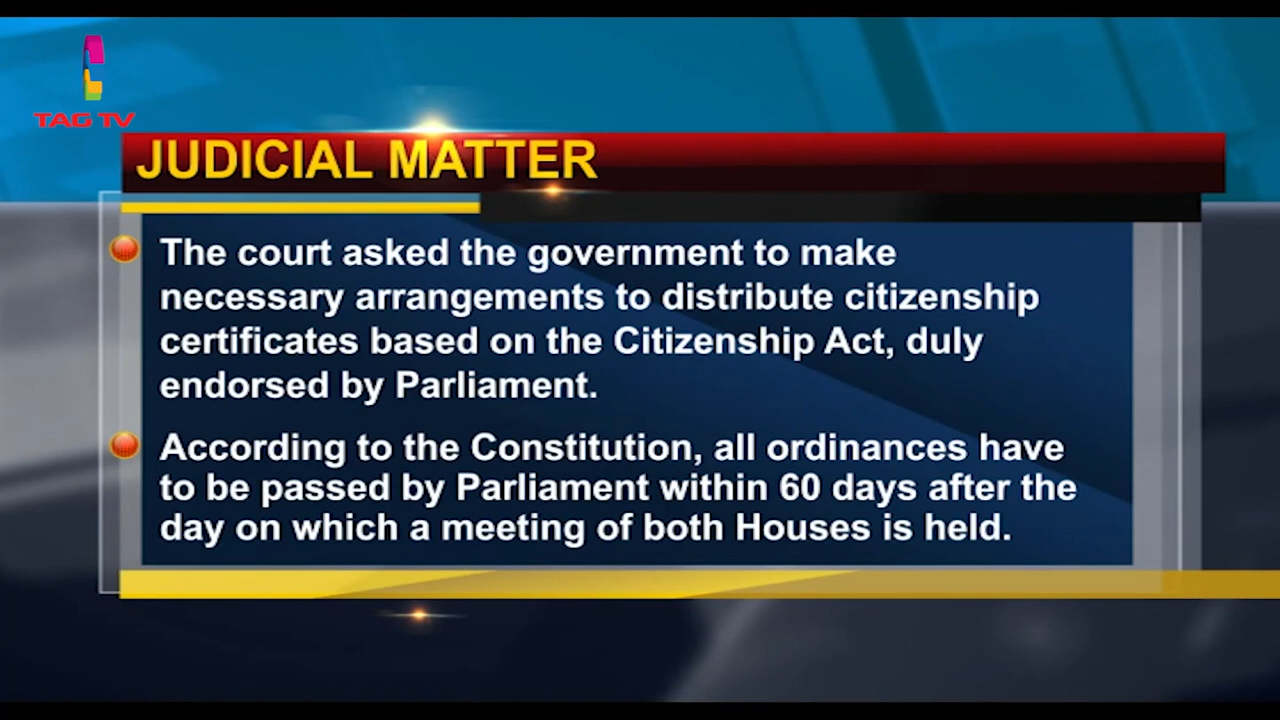 TAG TV
JUDICIAL MATTER
The court asked the government to make
necessary arrangements to distribute citizenship
certificates based on the Citizenship Act, duly
endorsed by Parliament.
According to the Constitution, all ordinances have
to be passed by Parliament within 60 days after the
day on which a meeting of both Houses is held.